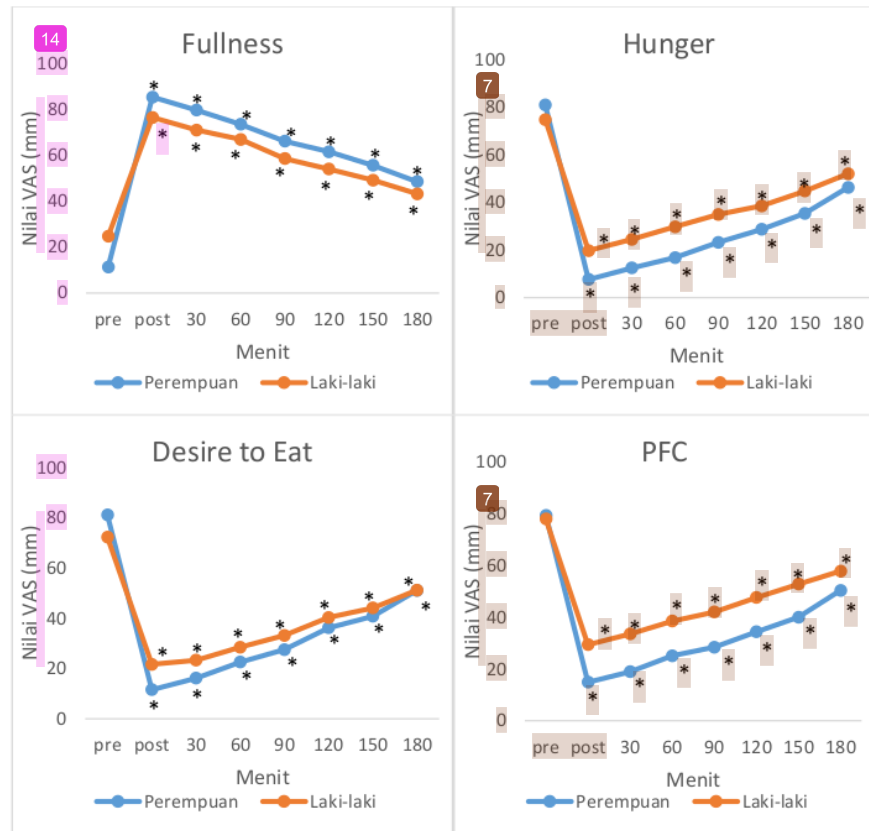 14
Fullness
100
80
60
40
20
0
Nilai VAS (mm)
* * * * * * *
* * * * * * *
pre post 30 60 90 120 150 180
Menit
Perempuan Laki-laki
Hunger
7
100
80
60
40
20
0
Nilai VAS (mm)
* * * * * * *
* * * * * * *
pre post 30 60 90 120 150 180
Menit
Perempuan Laki-laki
Desire to Eat
100
80
60
40
20
0
Nilai VAS (mm)
* * * * * * *
* * * * * * *
pre post 30 60 90 120 150 180
Menit
Perempuan Laki-laki
PFC
7
100
80
60
40
20
0
Nilai VAS (mm)
* * * * * * *
* * * * * * *
pre post 30 60 90 120 150 180
Menit
Perempuan Laki-laki